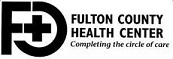 FULTON COUNTY
HEALTH CENTER
Completing the circle of care